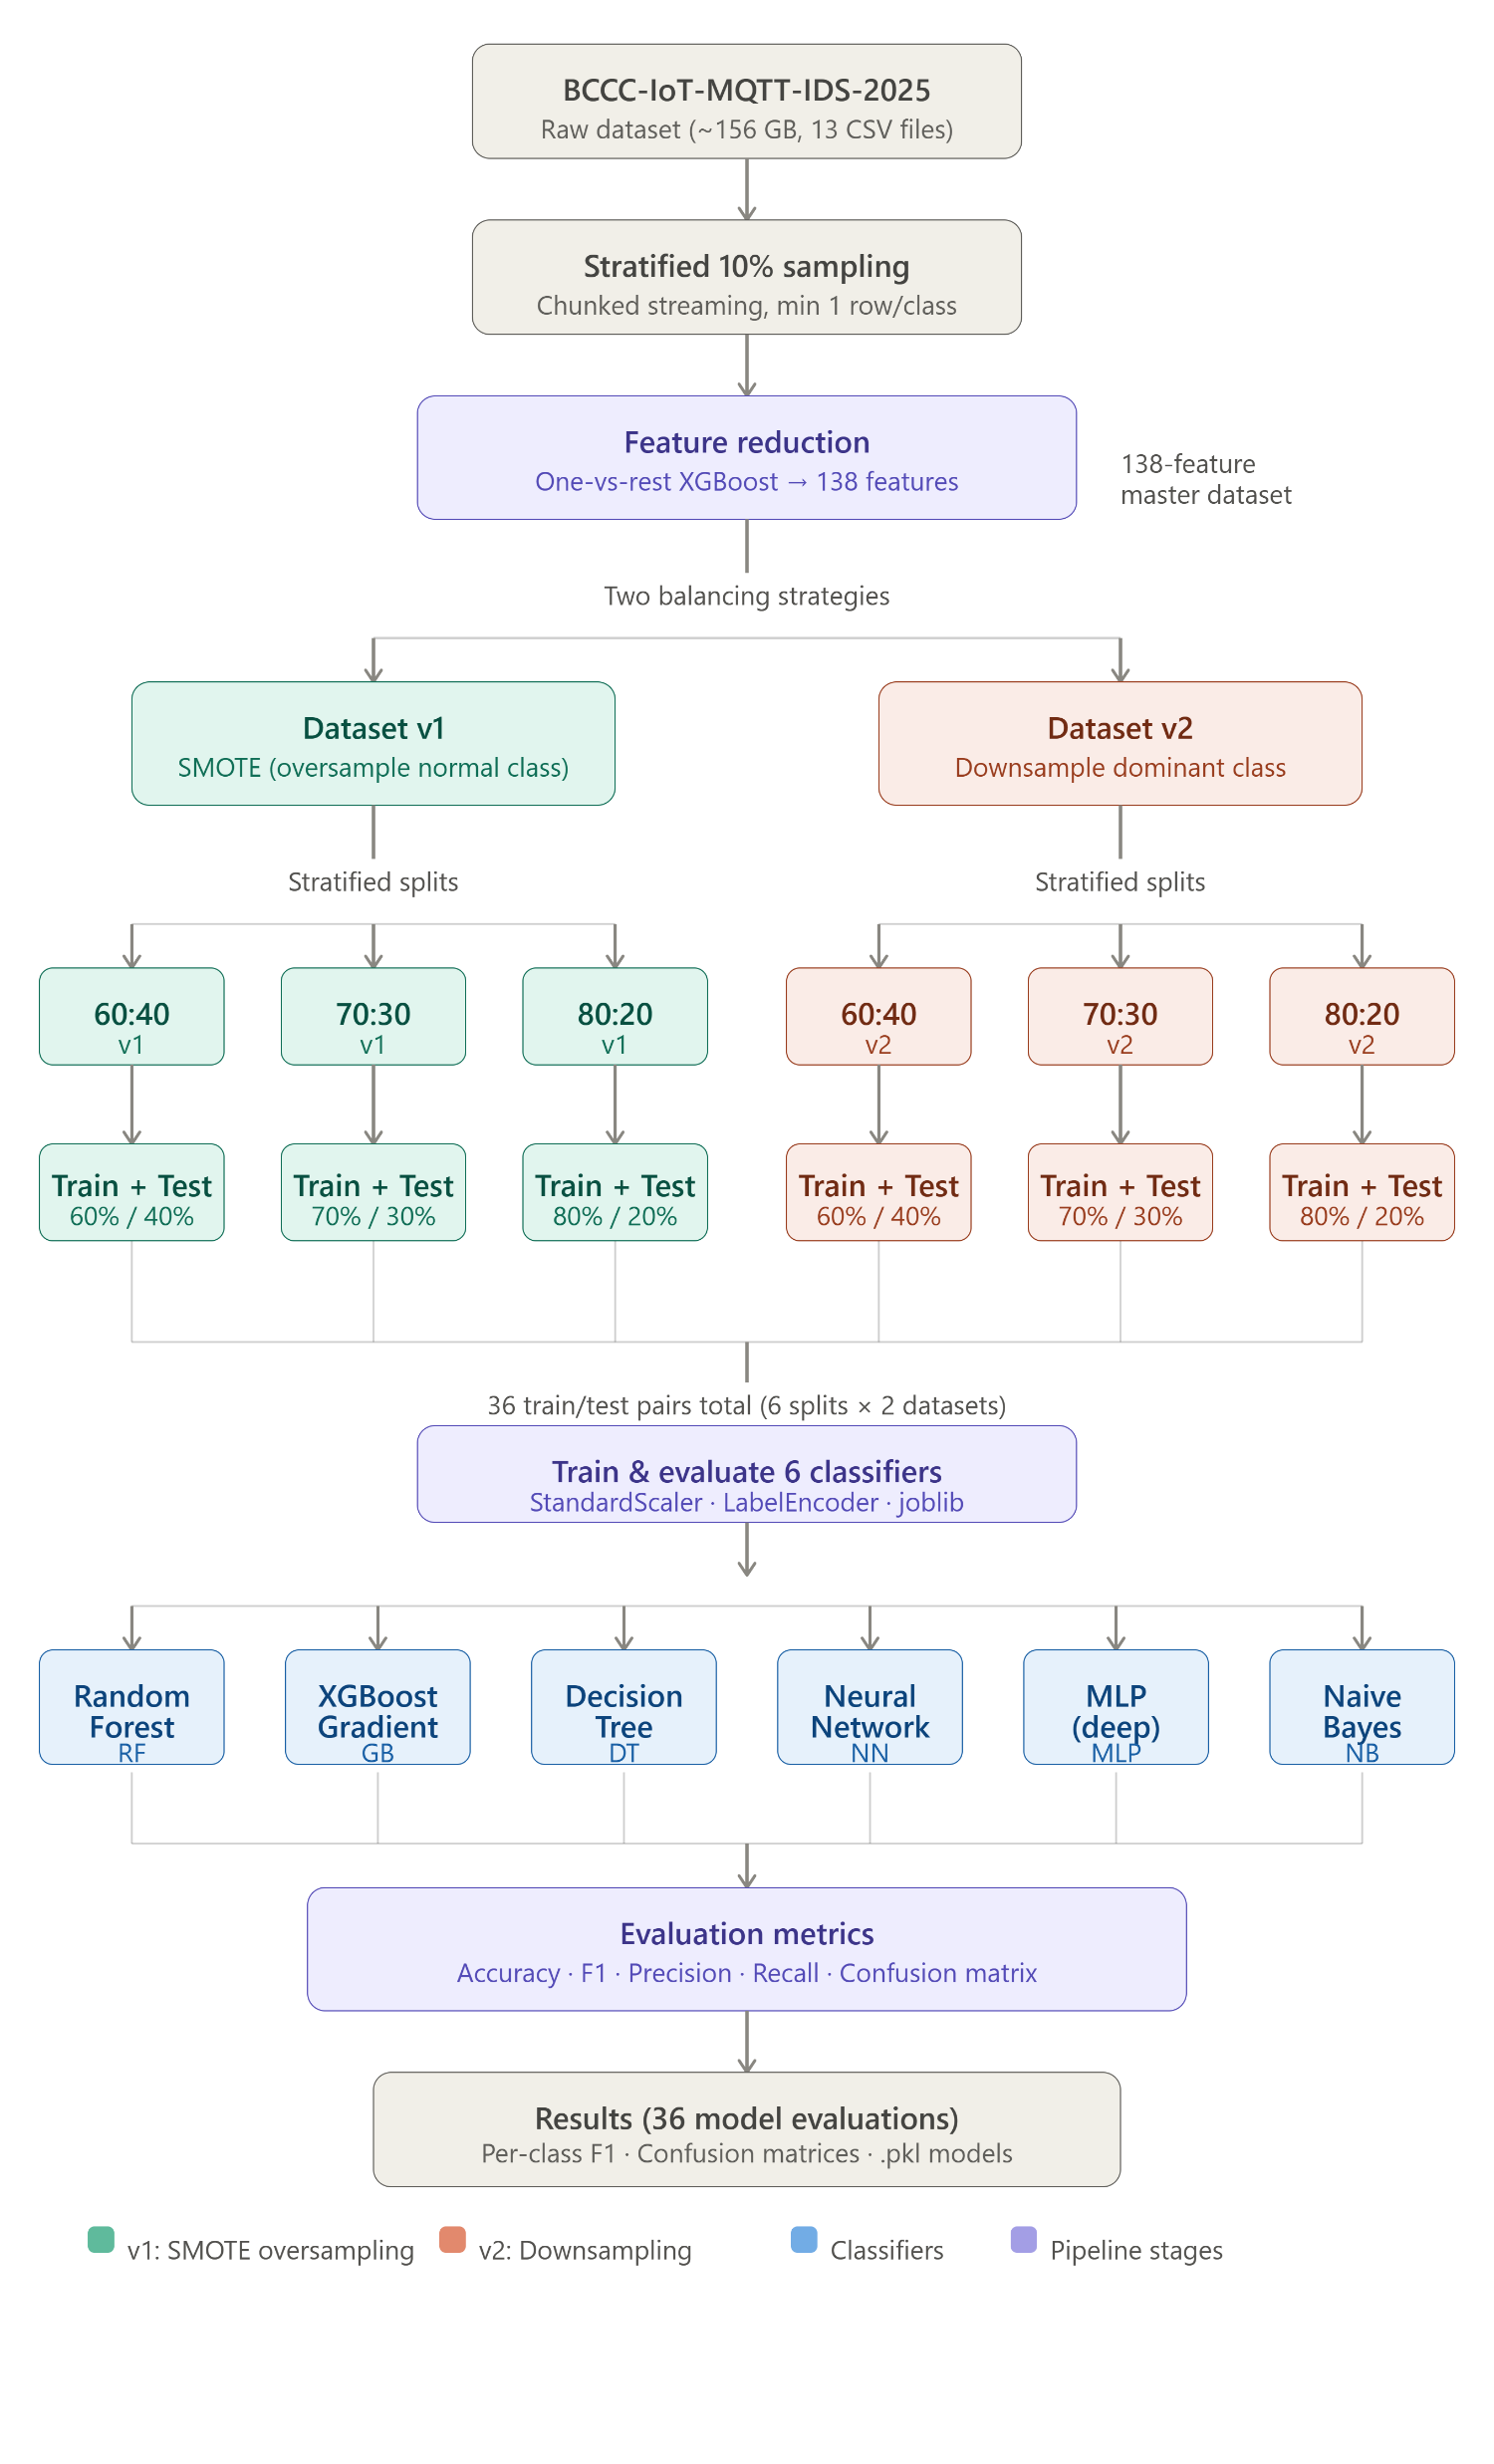 BCCC-IoT-MQTT-IDS-2025
Raw dataset (~156 GB, 13 CSV files)
Stratified 10% sampling
Chunked streaming, min 1 row/class
Feature reduction
One-vs-rest XGBoost → 138 features
138-feature
master dataset
Two balancing strategies
Dataset v1
SMOTE (oversample normal class)
Dataset v2
Downsample dominant class
Stratified splits
Stratified splits
60:40
v1
70:30
v1
80:20
v1
60:40
v2
70:30
v2
80:20
v2
Train + Test
60% / 40%
Train + Test
70% / 30%
Train + Test
80% / 20%
Train + Test
60% / 40%
Train + Test
70% / 30%
Train + Test
80% / 20%
36 train/test pairs total (6 splits × 2 datasets)
Train & evaluate 6 classifiers
StandardScaler · LabelEncoder · joblib
Random
Forest
RF
XGBoost
Gradient
GB
Decision
Tree
DT
Neural
Network
NN
MLP
(deep)
MLP
Naive
Bayes
NB
Evaluation metrics
Accuracy · F1 · Precision · Recall · Confusion matrix
Results (36 model evaluations)
Per-class F1 · Confusion matrices · .pkl models
v1: SMOTE oversampling
v2: Downsampling
Classifiers
Pipeline stages